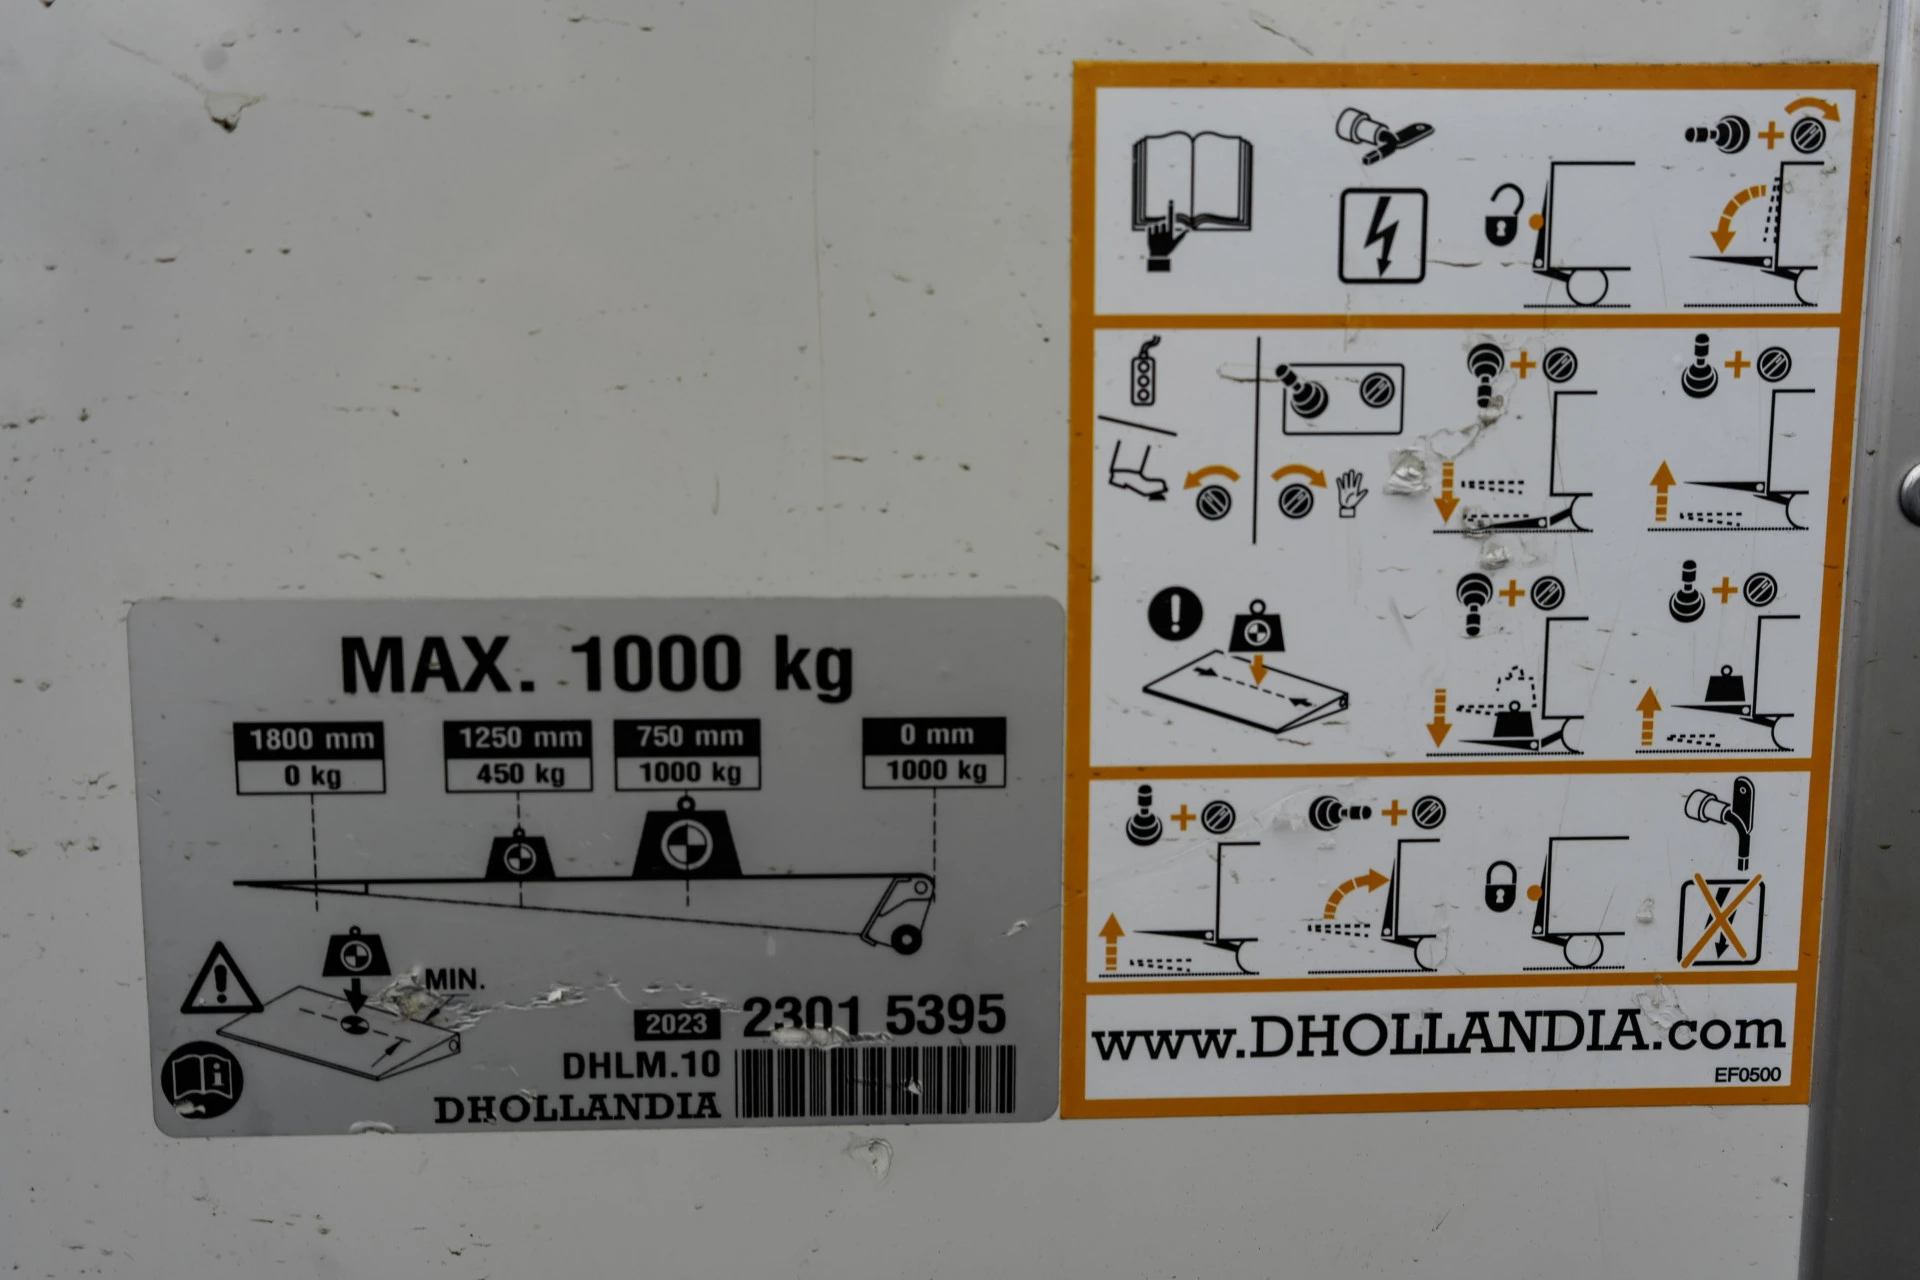 MAX. 1000 kg
1800 mm
0 kg
1250 mm
450 kg
750 mm
1000 kg
0 mm
1000 kg
MIN.
2023 2301 5395
DHLM.10
DHOLLANDIA
www.DHOLLANDIA.com
EF0500